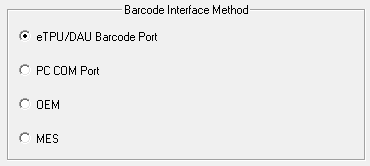 Barcode Interface Method
eTPU/DAU Barcode Port
PC COM Port
OEM
MES